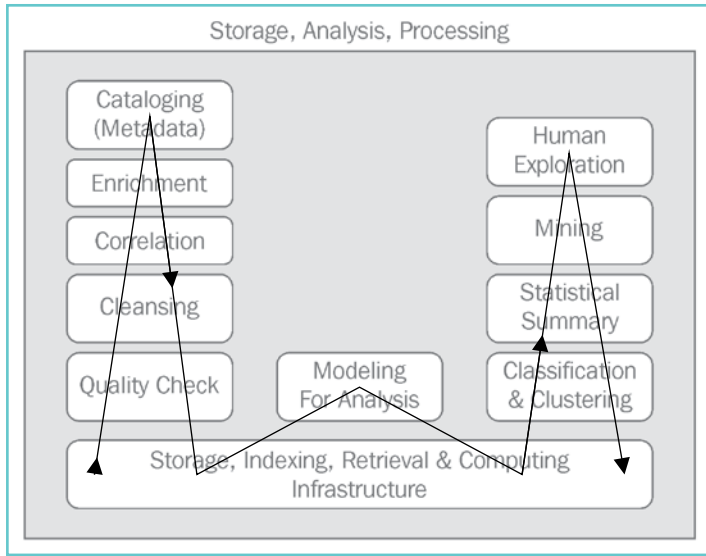 Storage, Analysis, Processing
Cataloging
(Metadata)
Enrichment
Correlation
Cleansing
Quality Check
Modeling
For Analysis
Human
Exploration
Mining
Statistical
Summary
Classification
& Clustering
Storage, Indexing, Retrieval & Computing
Infrastructure